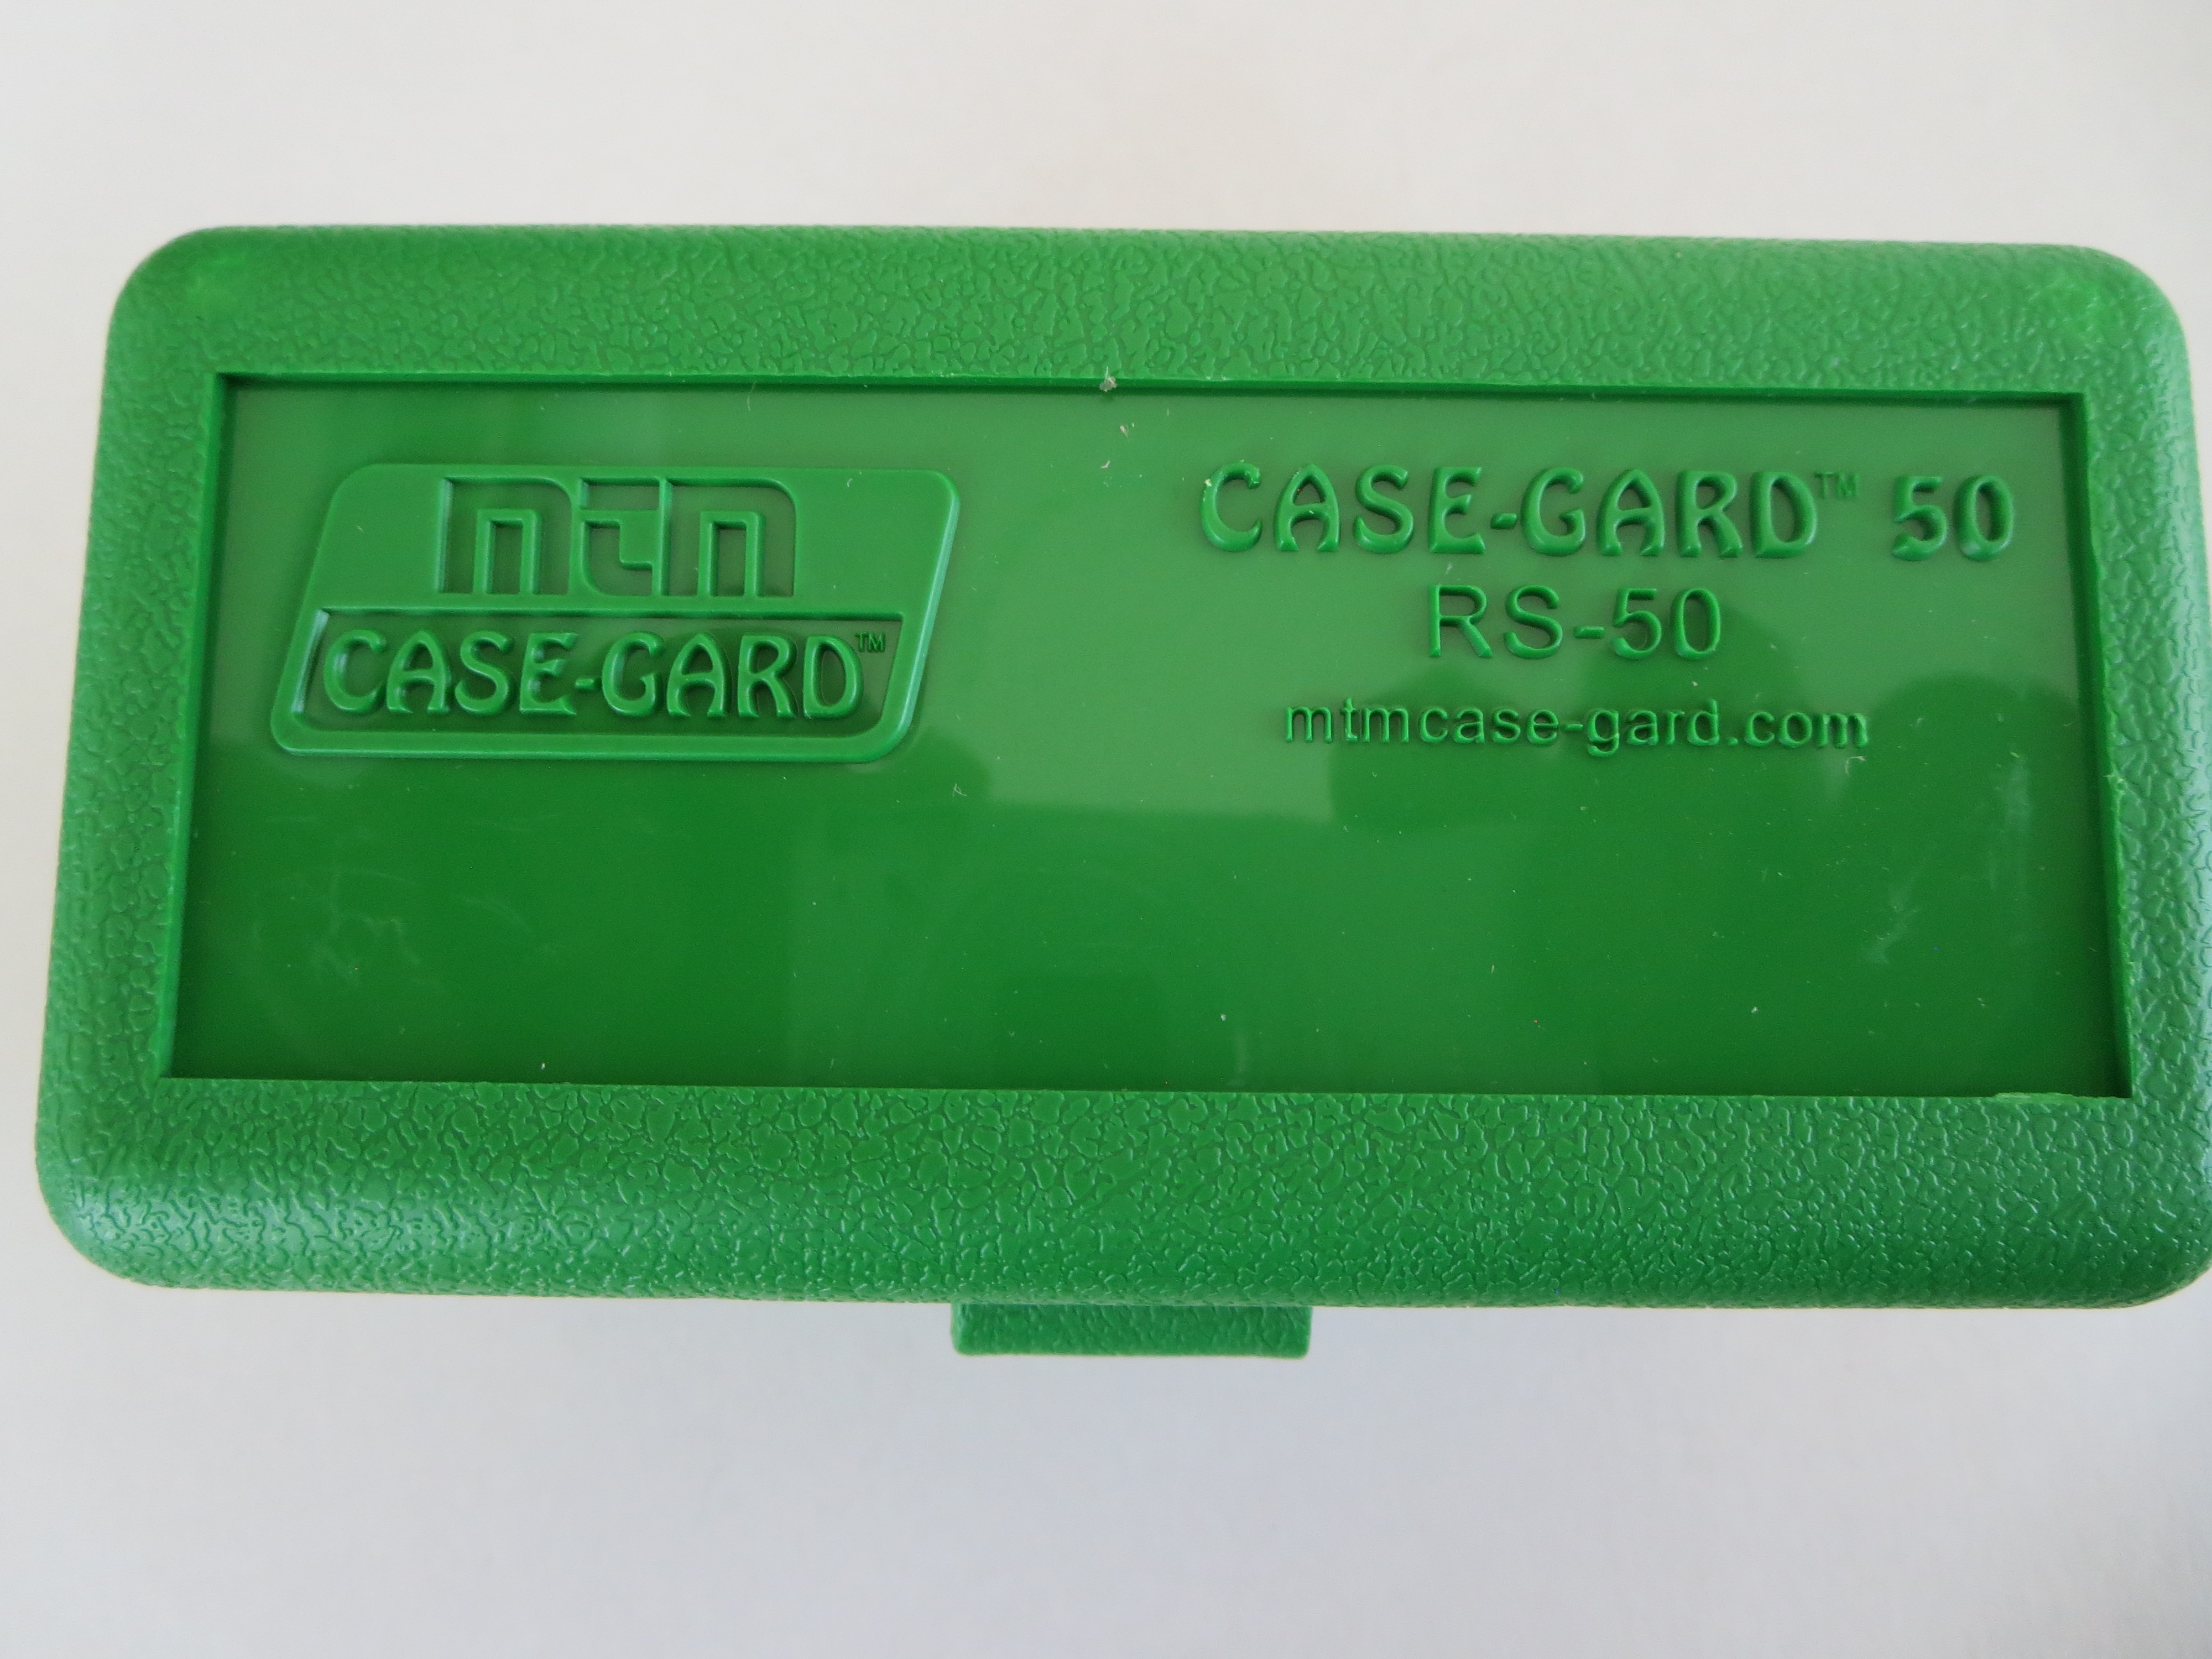 mtm
CASE-GARD™
CASE-GARD™ 50
RS-50
mtmcase-gard.com